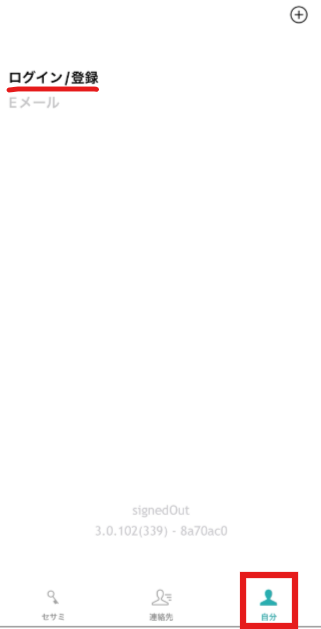 ログイン/登録
Eメール
signedOut
3.0.102(339) - 8a70ac0
セサミ 連絡先 自分